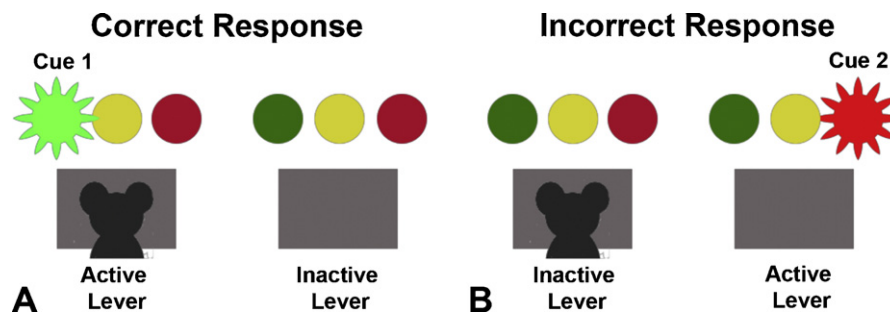 Correct Response
Incorrect Response
Cue 1
Cue 2
Active
Lever
Inactive
Lever
Inactive
Lever
Active
Lever
A
B